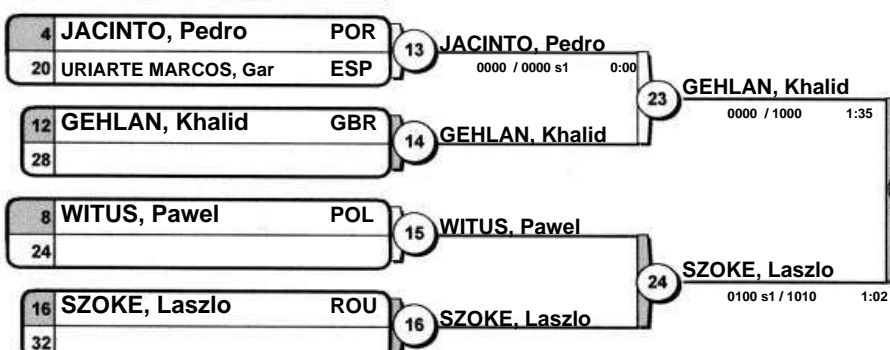 4 JACINTO, Pedro POR
20 URIARTE MARCOS, Gar ESP
13 JACINTO, Pedro
0000 / 0000 s1 0:00
12 GEHLAN, Khalid GBR
28
14 GEHLAN, Khalid
23 GEHLAN, Khalid
0000 / 1000 1:35
8 WITUS, Pawel POL
24
15 WITUS, Pawel
16 SZOKE, Laszlo ROU
32
16 SZOKE, Laszlo
24 SZOKE, Laszlo
0100 s1 / 1010 1:02